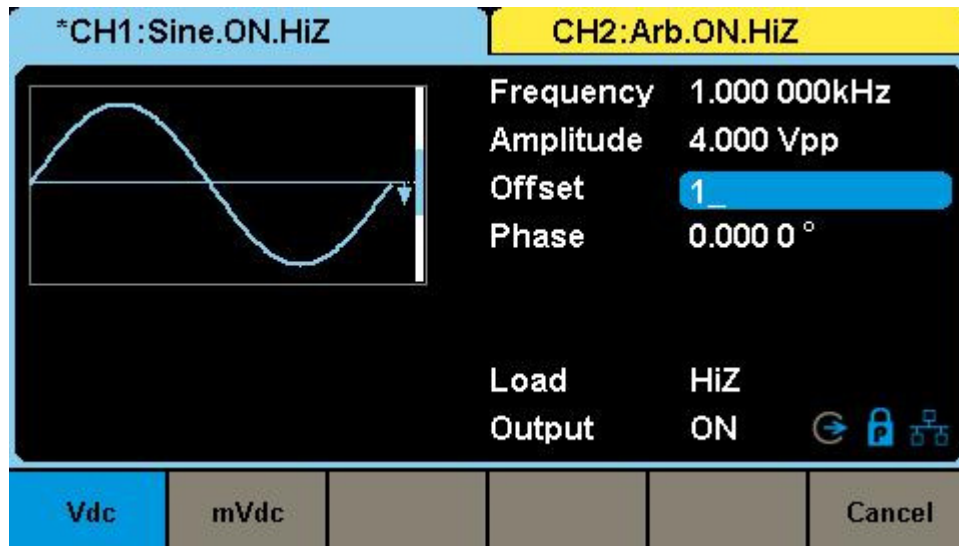 *CH1:Sine.ON.HiZ
CH2:Arb.ON.HiZ
Frequency 1.000 000kHz
Amplitude 4.000 Vpp
Offset 1_
Phase 0.000 0 °
Load HiZ
Output ON
P
Vdc mVdc Cancel